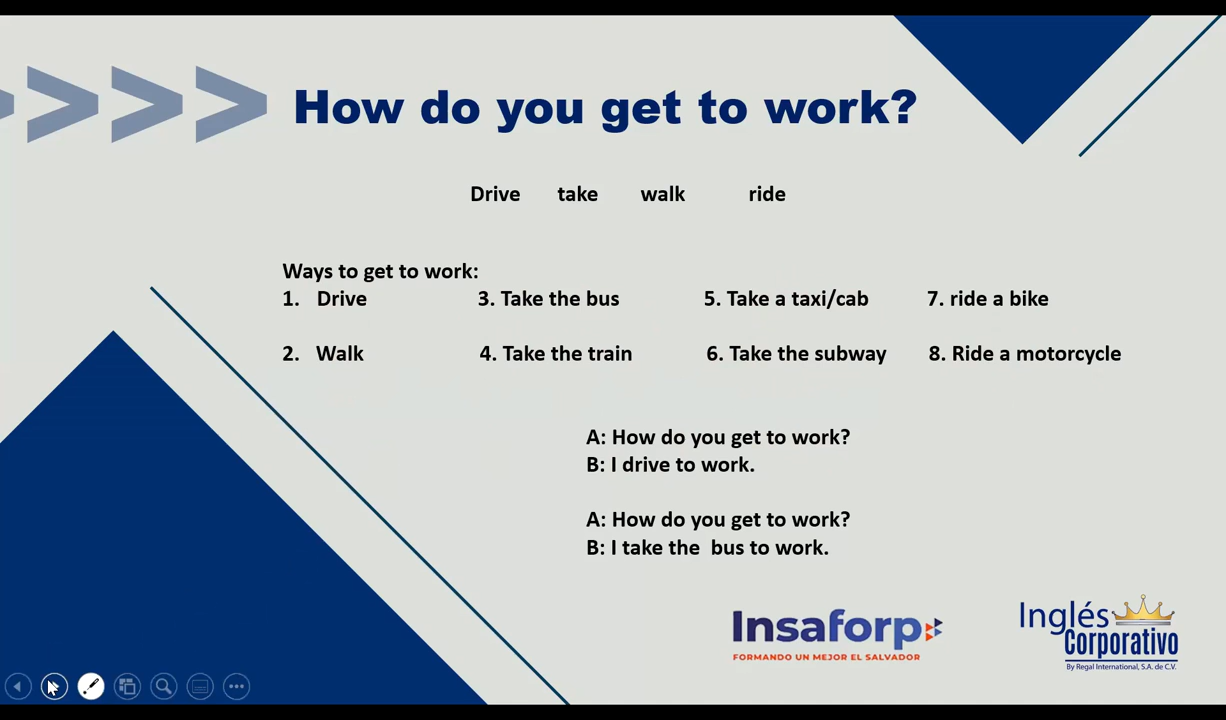 How do you get to work?
Drive take walk ride
Ways to get to work:
1. Drive 3. Take the bus 5. Take a taxi/cab 7. ride a bike
2. Walk 4. Take the train 6. Take the subway 8. Ride a motorcycle
A: How do you get to work?
B: I drive to work.
A: How do you get to work?
B: I take the  bus to work.
Insaforp
FORMANDO UN MEJOR EL SALVADOR
Inglés
Corporativo
By Regal International, S.A. de C.V.